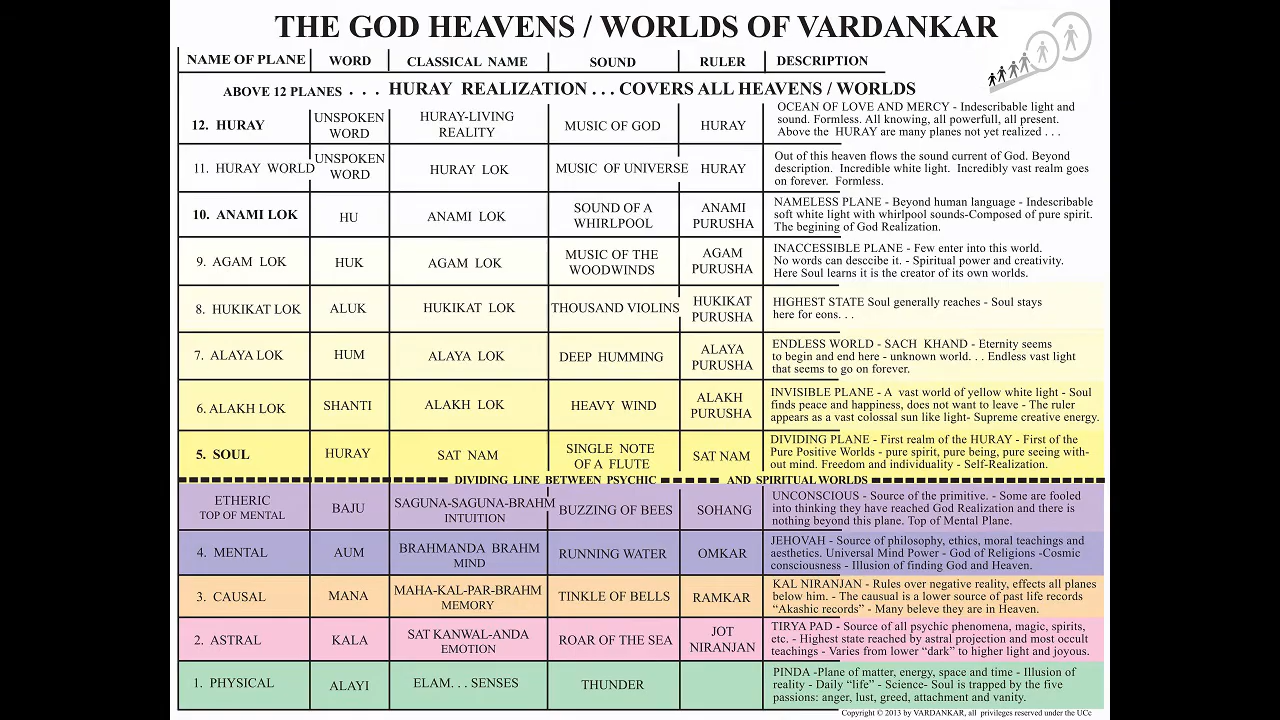 THE GOD HEAVENS / WORLDS OF VARDANKAR
NAME OF PLANE WORD CLASSICAL NAME SOUND RULER DESCRIPTION
ABOVE 12 PLANES . . . HURAY REALIZATION . . . COVERS ALL HEAVENS / WORLDS
12. HURAY
UNSPOKEN
WORD
HURAY-LIVING
REALITY
MUSIC OF GOD
HURAY
OCEAN OF LOVE AND MERCY - Indescribable light and
sound. Formless. All knowing, all powerfull, all present.
Above the HURAY are many planes not yet realized . . .
11. HURAY WORLD
UNSPOKEN
WORD
HURAY LOK
MUSIC OF UNIVERSE
HURAY
Out of this heaven flows the sound current of God. Beyond
description. Incredible white light. Incredibly vast realm goes
on forever. Formless.
10. ANAMI LOK
HU
ANAMI LOK
SOUND OF A
WHIRLPOOL
ANAMI
PURUSHA
NAMELESS PLANE - Beyond human language - Indescribable
soft white light with whirlpool sounds-Composed of pure spirit.
The begining of God Realization.
9. AGAM LOK
HUK
AGAM LOK
MUSIC OF THE
WOODWINDS
AGAM
PURUSHA
INACCESSIBLE PLANE - Few enter into this world.
No words can desccibe it. - Spiritual power and creativity.
Here Soul learns it is the creator of its own worlds.
8. HUKIKAT LOK
ALUK
HUKIKAT LOK
THOUSAND VIOLINS
HUKIKAT
PURUSHA
HIGHEST STATE Soul generally reaches - Soul stays
here for eons. . .
7. ALAYA LOK
HUM
ALAYA LOK
DEEP HUMMING
ALAYA
PURUSHA
ENDLESS WORLD - SACH KHAND - Eternity seems
to begin and end here - unknown world. . . Endless vast light
that seems to go on forever.
6. ALAKH LOK
SHANTI
ALAKH LOK
HEAVY WIND
ALAKH
PURUSHA
INVISIBLE PLANE - A vast world of yellow white light - Soul
finds peace and happiness, does not want to leave - The ruler
appears as a vast colossal sun like light- Supreme creative energy.
5. SOUL
HURAY
SAT NAM
SINGLE NOTE
OF A FLUTE
SAT NAM
DIVIDING PLANE - First realm of the HURAY - First of the
Pure Positive Worlds - pure spirit, pure being, pure seeing with-
out mind. Freedom and individuality - Self-Realization.
DIVIDING LINE BETWEEN PSYCHIC AND SPIRITUAL WORLDS
ETHERIC
TOP OF MENTAL
BAJU
SAGUNA-SAGUNA-BRAHM
INTUITION
BUZZING OF BEES
SOHANG
UNCONSCIOUS - Source of the primitive. - Some are fooled
into thinking they have reached God Realization and there is
nothing beyond this plane. Top of Mental Plane.
4. MENTAL
AUM
BRAHMANDA BRAHM
MIND
RUNNING WATER
OMKAR
JEHOVAH - Source of philosophy, ethics, moral teachings and
aesthetics. Universal Mind Power - God of Religions -Cosmic
consciousness - Illusion of finding God and Heaven.
3. CAUSAL
MANA
MAHA-KAL-PAR-BRAHM
MEMORY
TINKLE OF BELLS
RAMKAR
KAL NIRANJAN - Rules over negative reality, effects all planes
below him. - The causual is a lower source of past life records
“Akashic records” - Many beleve they are in Heaven.
2. ASTRAL
KALA
SAT KANWAL-ANDA
EMOTION
ROAR OF THE SEA
JOT
NIRANJAN
TIRYA PAD - Source of all psychic phenomena, magic, spirits,
etc. - Highest state reached by astral projection and most occult
teachings - Varies from lower “dark” to higher light and joyous.
1. PHYSICAL
ALAYI
ELAM. . . SENSES
THUNDER
PINDA -Plane of matter, energy, space and time - Illusion of
reality - Daily “life” - Science- Soul is trapped by the five
passions: anger, lust, greed, attachment and vanity.
Copyright © 2013 by VARDANKAR, all privileges reserved under the UCc